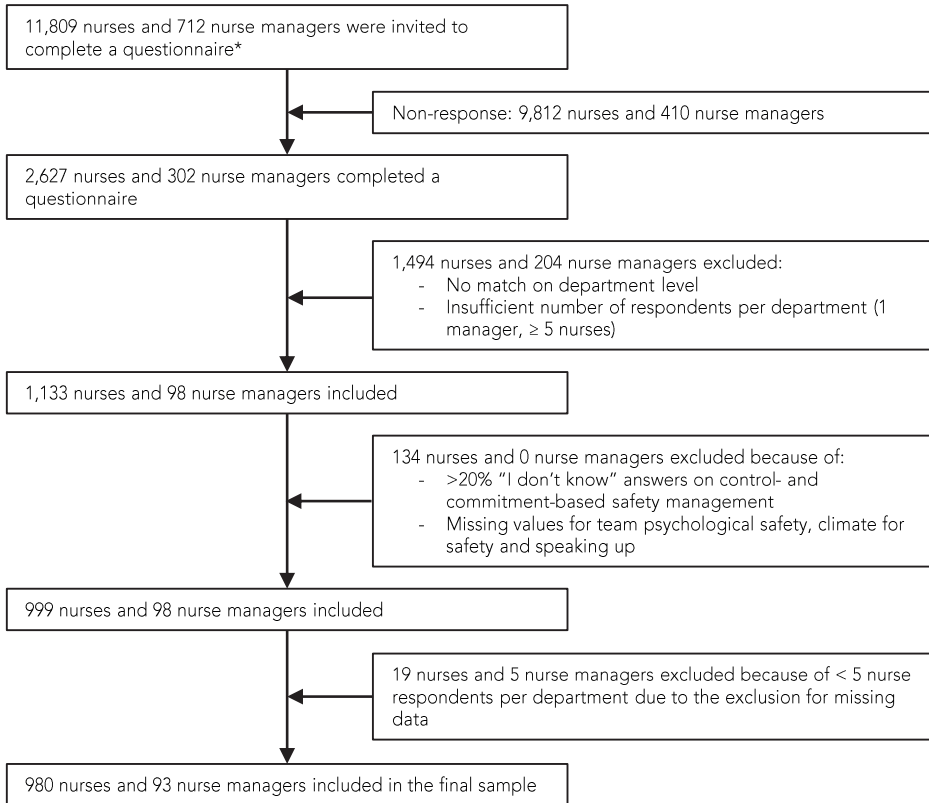 11,809 nurses and 712 nurse managers were invited to
complete a questionnaire*
Non-response: 9,812 nurses and 410 nurse managers
2,627 nurses and 302 nurse managers completed a
questionnaire
1,494 nurses and 204 nurse managers excluded:
- No match on department level
- Insufficient number of respondents per department (1
manager, ≥ 5 nurses)
1,133 nurses and 98 nurse managers included
134 nurses and 0 nurse managers excluded because of:
- >20% “I don’t know” answers on control- and
commitment-based safety management
- Missing values for team psychological safety, climate for
safety and speaking up
999 nurses and 98 nurse managers included
19 nurses and 5 nurse managers excluded because of < 5 nurse
respondents per department due to the exclusion for missing
data
980 nurses and 93 nurse managers included in the final sample